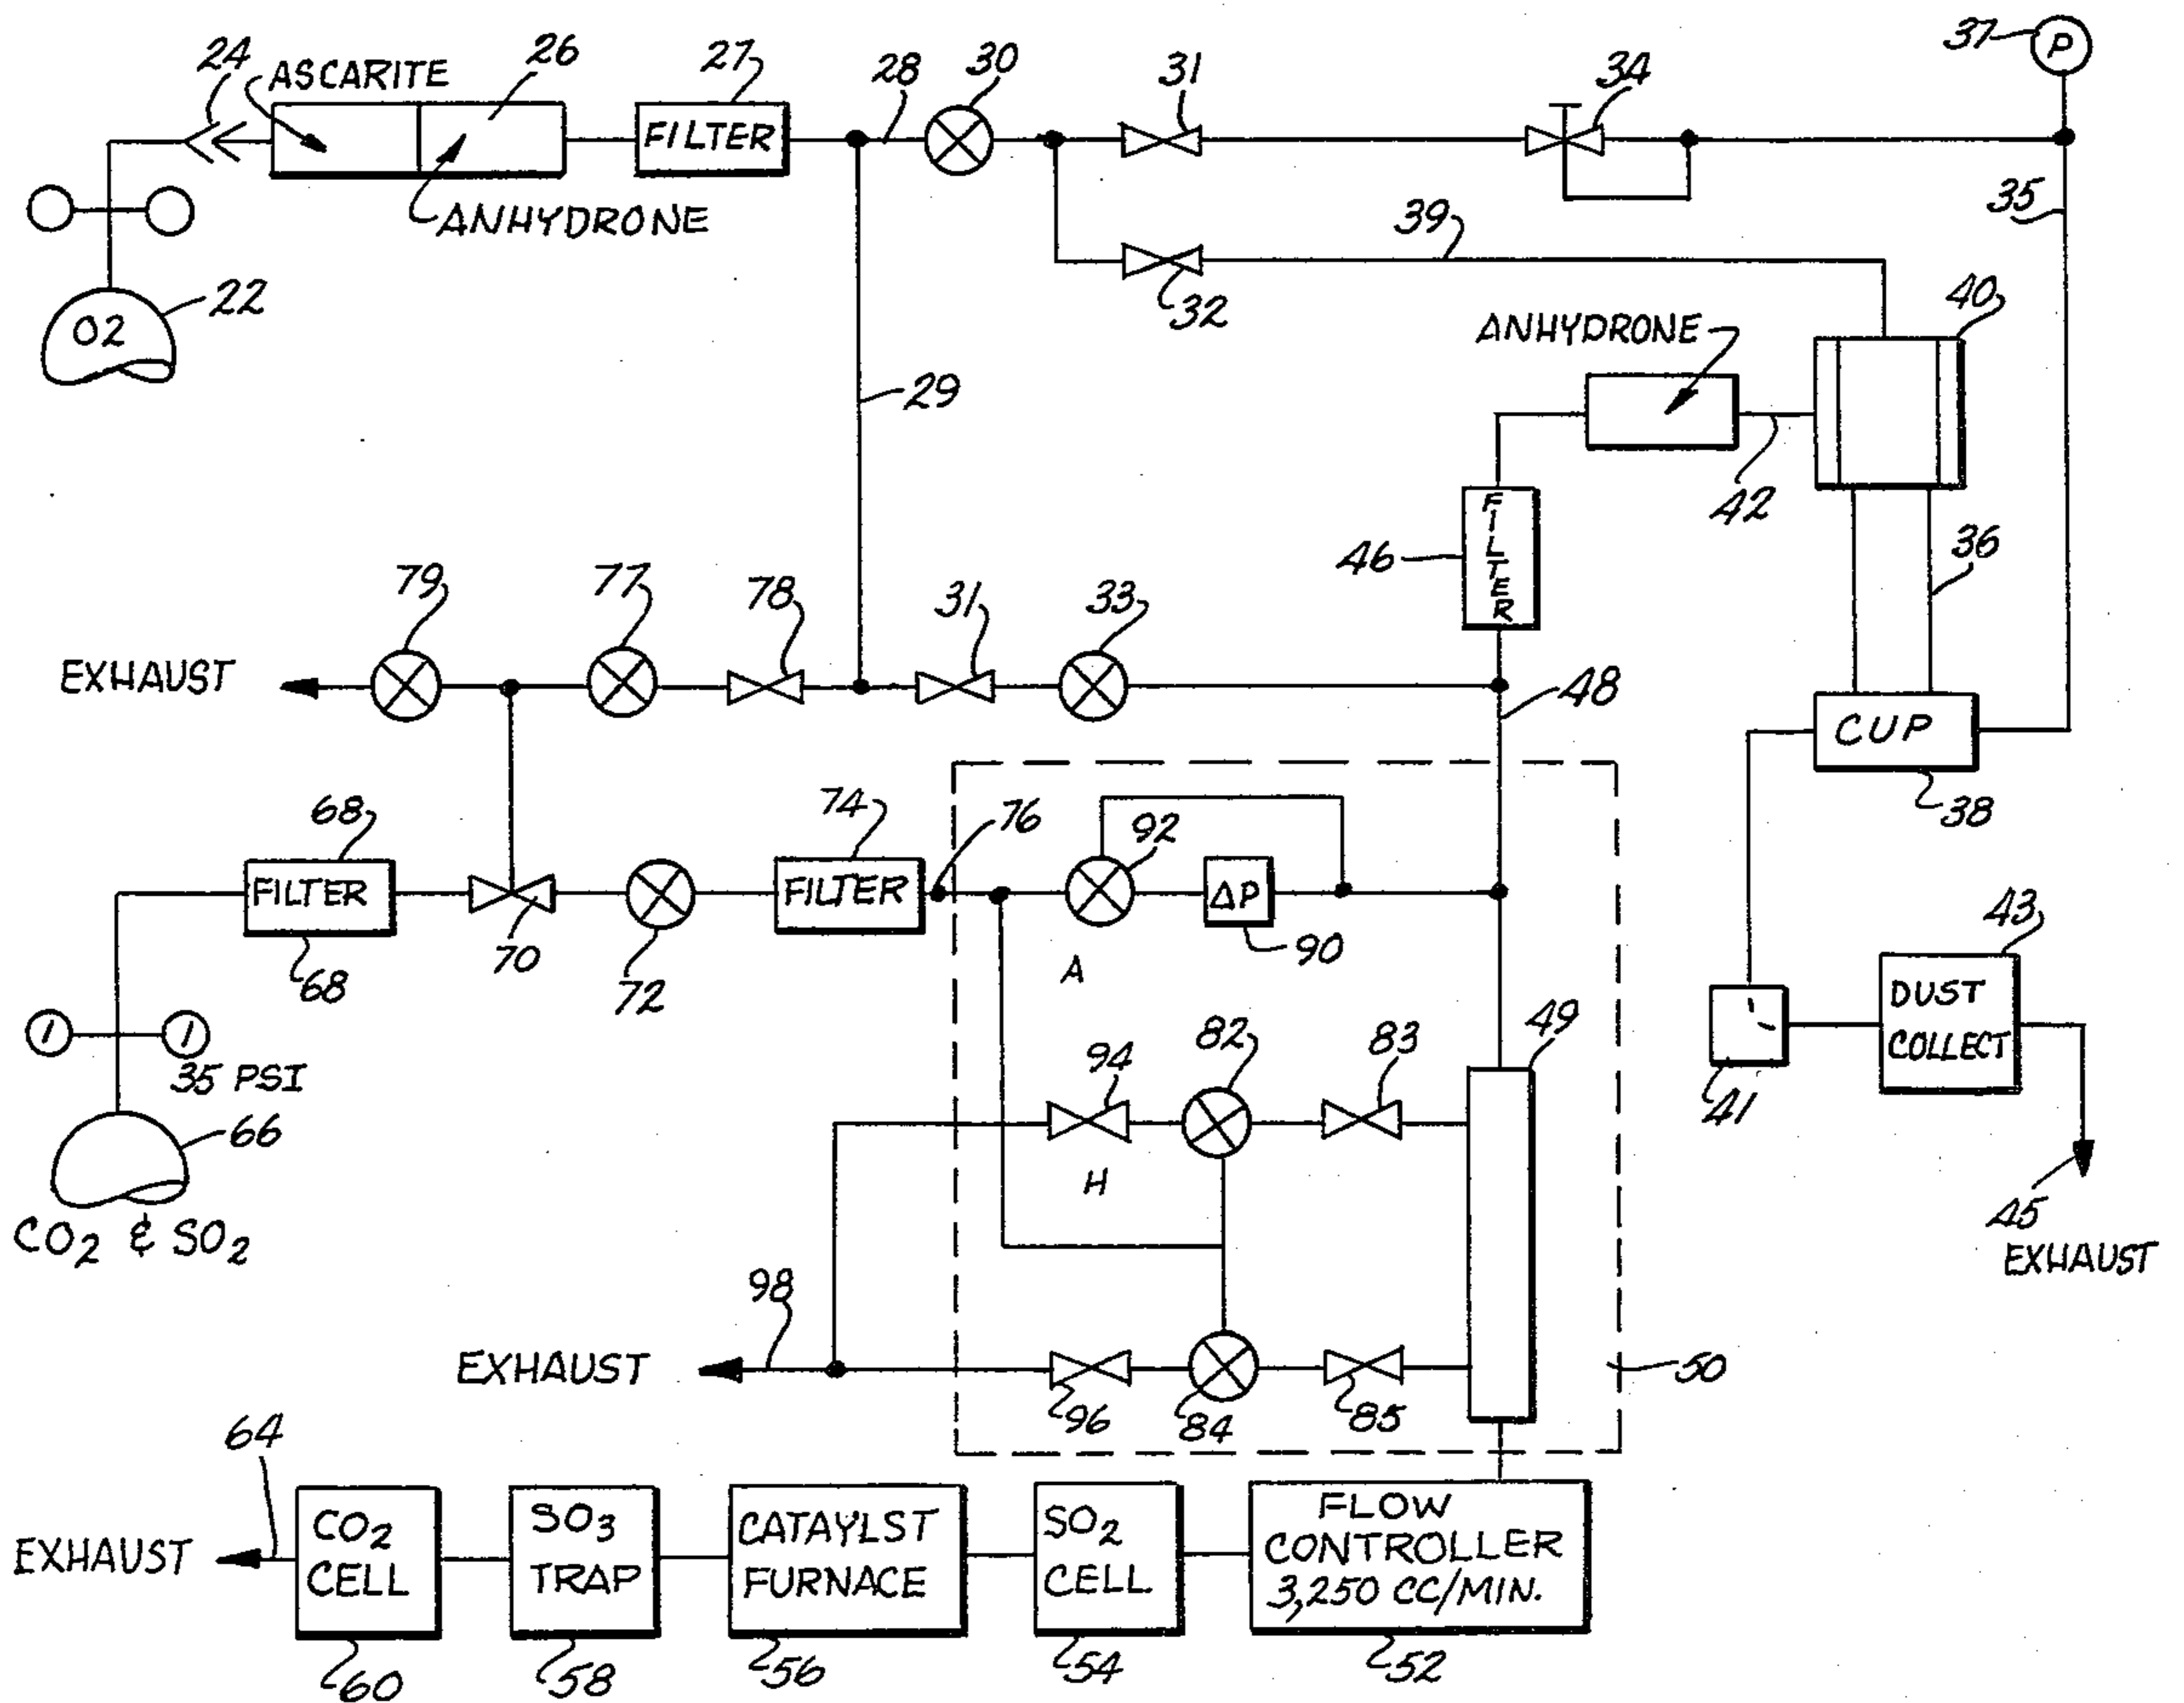 24
ASCARITE
26
27
28
30
31
34
37
P
FILTER
ANHYDRONE
35
39
22
O2
32
40
ANHYDRONE
29
42
FILTER
46
36
79
77
78
31
33
EXHAUST
48
CUP
38
68
74
76
92
FILTER
FILTER
ΔP
68
70
72
90
A
43
DUST
COLLECT
35 PSI
94
82
83
49
41
66
H
CO2 & SO2
45
EXHAUST
98
EXHAUST
50
96
84
85
64
EXHAUST
CO2
CELL
SO3
TRAP
CATAYLST
FURNACE
SO2
CELL
FLOW
CONTROLLER
3,250 CC/MIN.
60
58
56
54
52